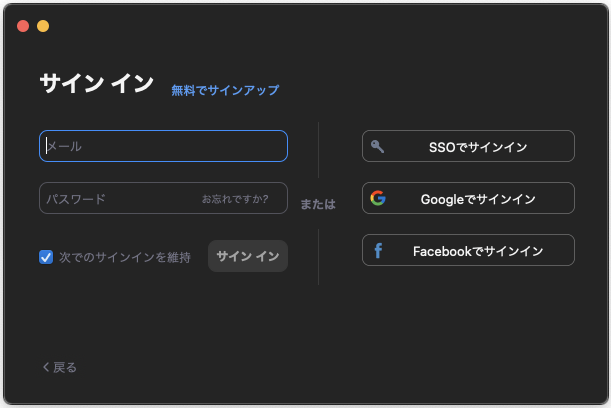 サイン イン
無料でサインアップ
メール
パスワード
お忘れですか?
次でのサインインを維持
サイン イン
または
SSOでサインイン
Googleでサインイン
Facebookでサインイン
戻る